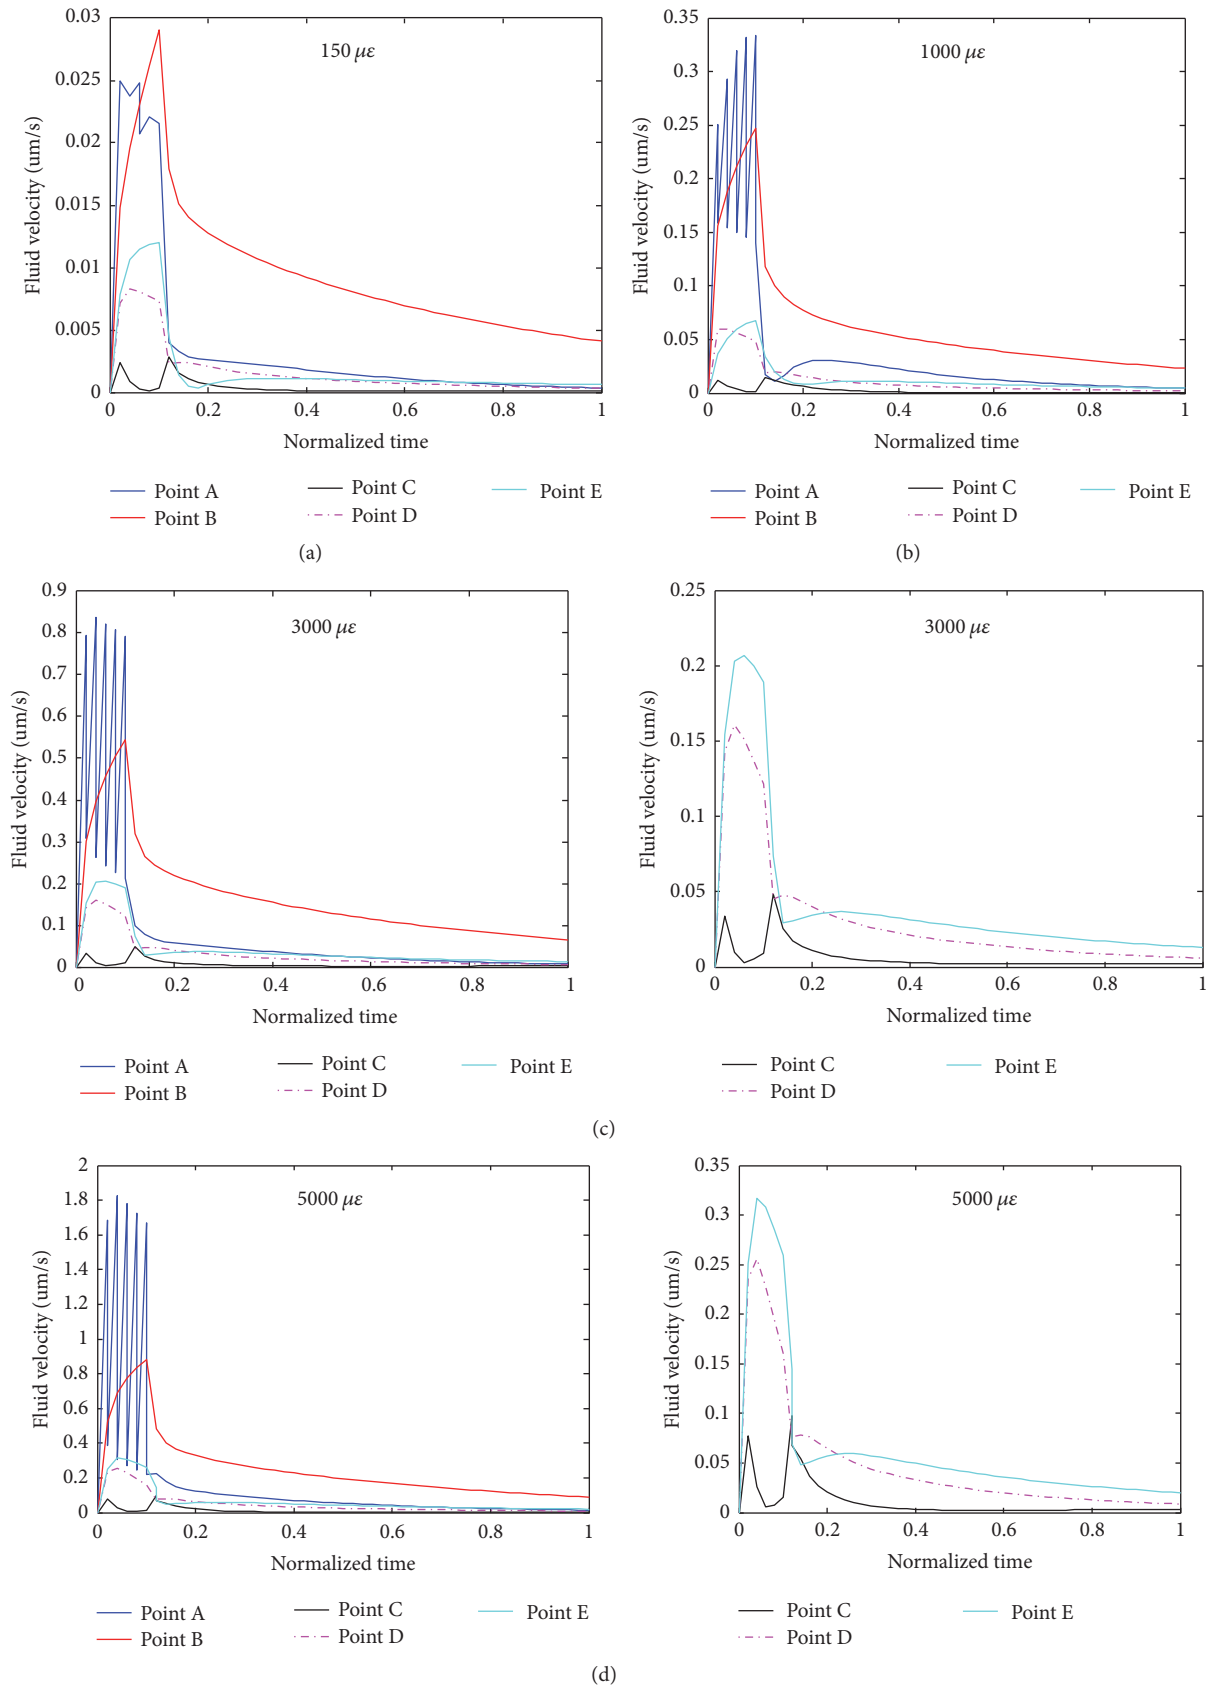 150 με
0.03
0.025
0.02
0.015
0.01
0.005
0
Fluid velocity (um/s)
0 0.2 0.4 0.6 0.8 1
Normalized time
Point A
Point B
Point C
Point D
Point E
(a)
1000 με
0.35
0.3
0.25
0.2
0.15
0.1
0.05
0
Fluid velocity (um/s)
0 0.2 0.4 0.6 0.8 1
Normalized time
Point A
Point B
Point C
Point D
Point E
(b)
3000 με
0.9
0.8
0.7
0.6
0.5
0.4
0.3
0.2
0.1
0
Fluid velocity (um/s)
0 0.2 0.4 0.6 0.8 1
Normalized time
Point A
Point B
Point C
Point D
Point E
3000 με
0.25
0.2
0.15
0.1
0.05
0
Fluid velocity (um/s)
0 0.2 0.4 0.6 0.8 1
Normalized time
Point C
Point D
Point E
(c)
5000 με
2
1.8
1.6
1.4
1.2
1
0.8
0.6
0.4
0.2
0
Fluid velocity (um/s)
0 0.2 0.4 0.6 0.8 1
Normalized time
Point A
Point B
Point C
Point D
Point E
5000 με
0.35
0.3
0.25
0.2
0.15
0.1
0.05
0
Fluid velocity (um/s)
0 0.2 0.4 0.6 0.8 1
Normalized time
Point C
Point D
Point E
(d)